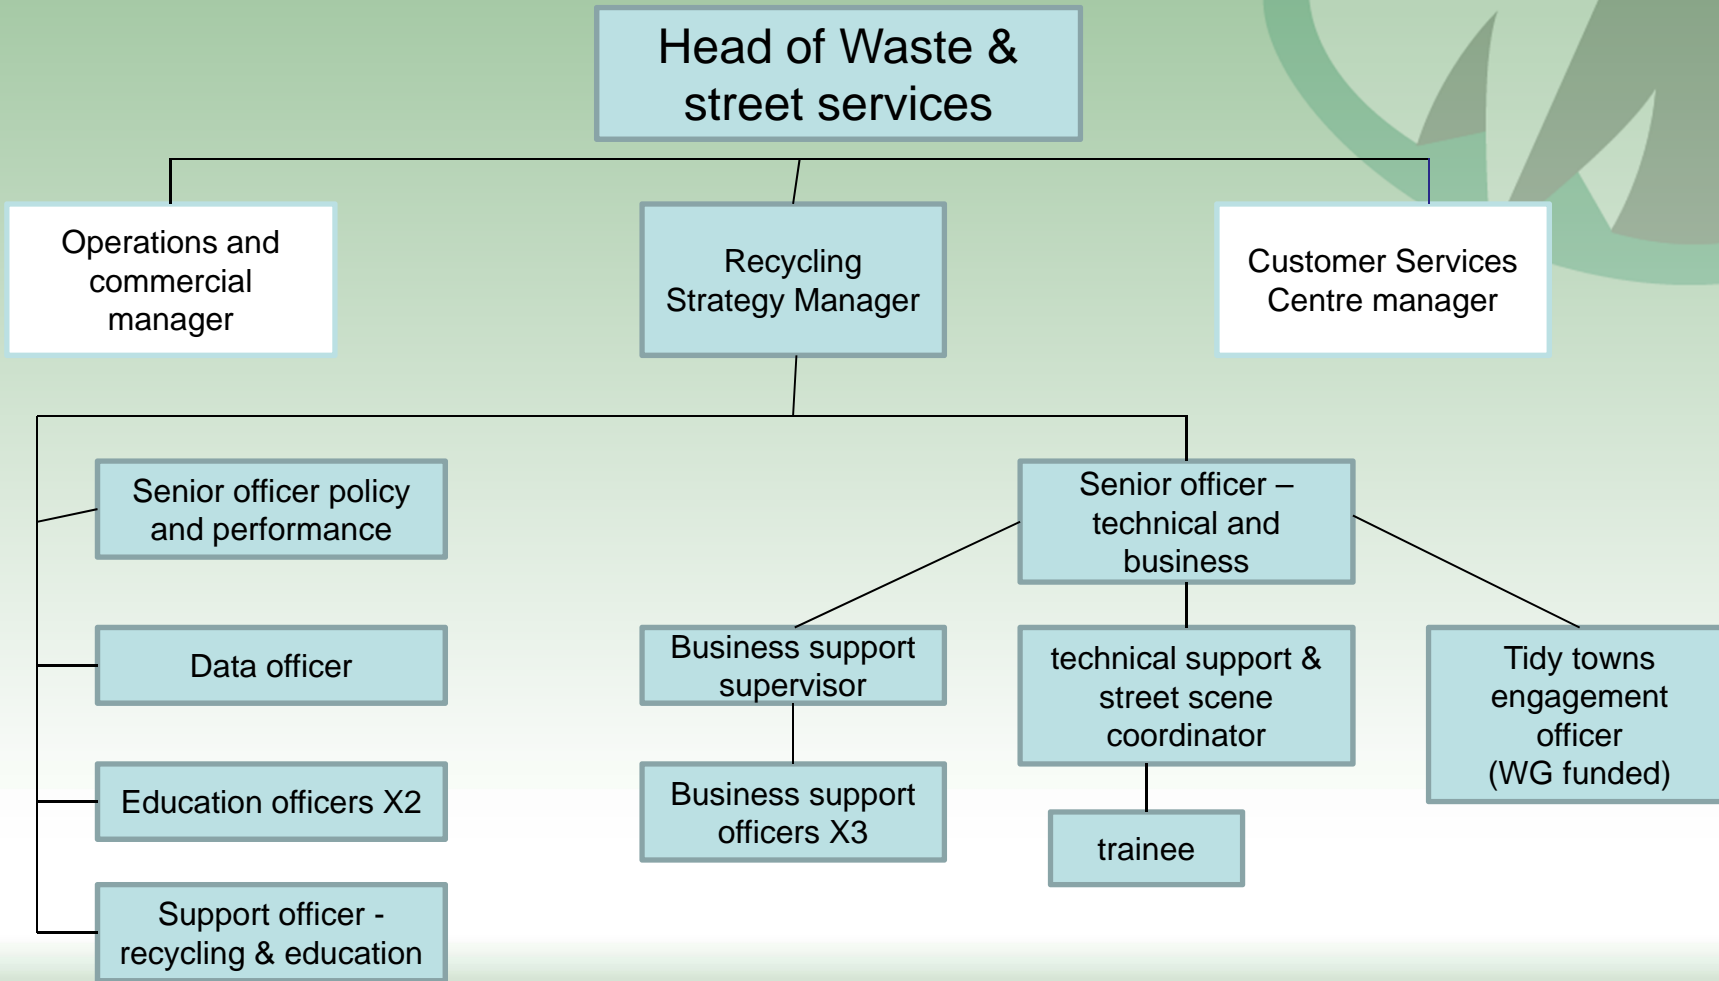 Head of Waste &
street services
Operations and
commercial
manager
Recycling
Strategy Manager
Customer Services
Centre manager
Senior officer policy
and performance
Senior officer –
technical and
business
Data officer
Business support
supervisor
technical support &
street scene
coordinator
Tidy towns
engagement
officer
(WG funded)
Education officers X2
Business support
officers X3
trainee
Support officer -
recycling & education